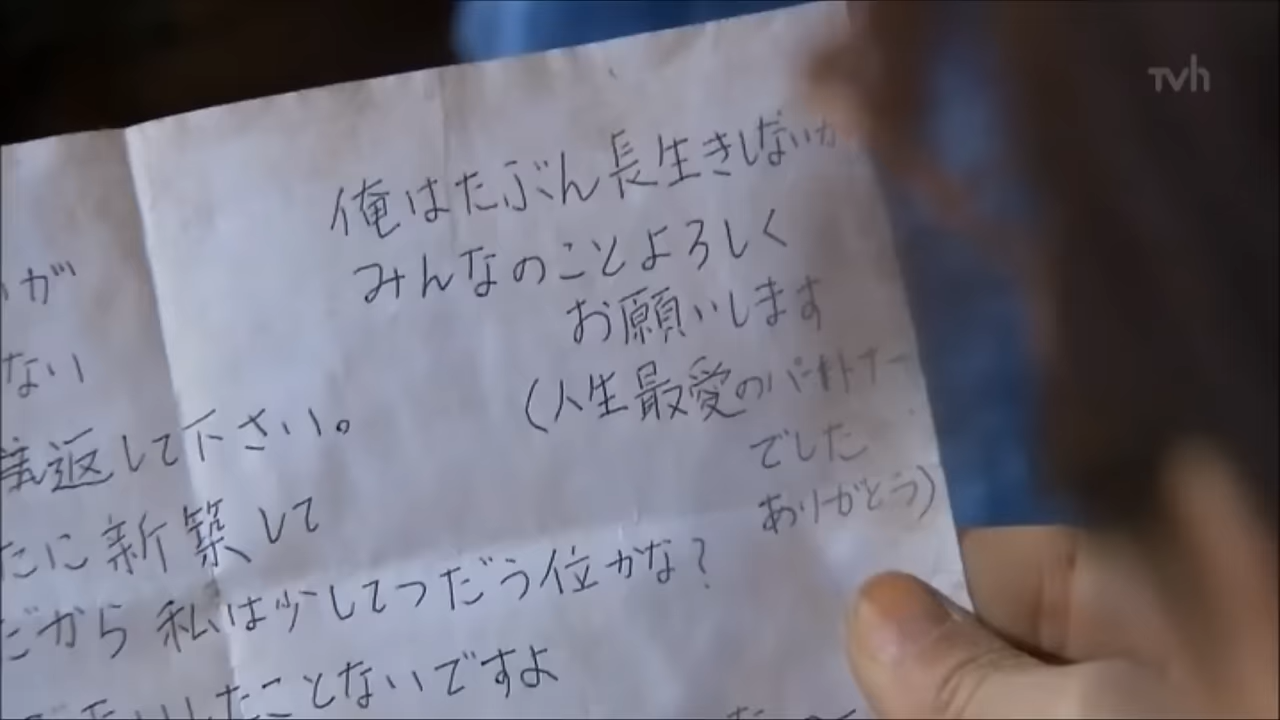 TVh
俺はたぶん長生きしないか
みんなのことよろしく
お願いします
(人生最愛のパートナー
でした
ありがとう)
が
ない
返して下さい。
たに新築して
だから 私は少してつだう位かな?
したことないですよ